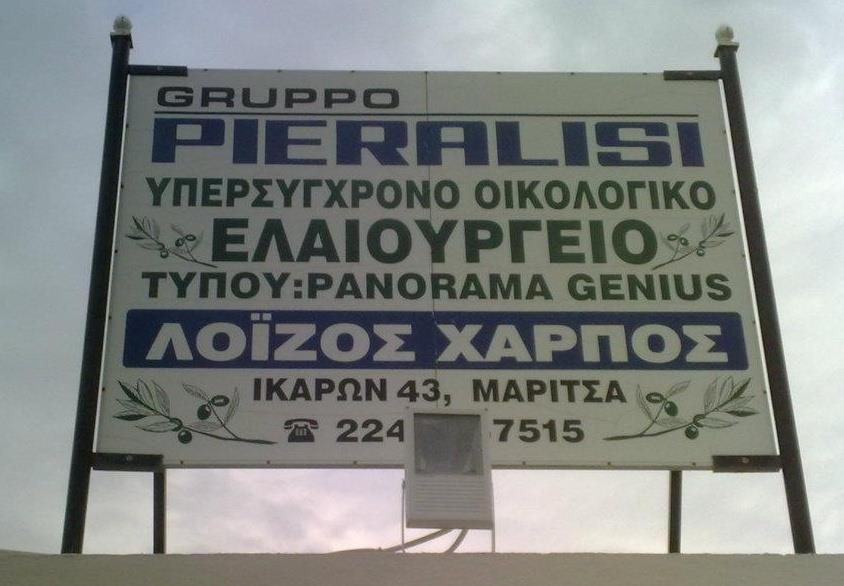 GRUPPO
PIERALISI
ΥΠΕΡΣΥΓΧΡΟΝΟ ΟΙΚΟΛΟΓΙΚΟ
ΕΛΑΙΟΥΡΓΕΙΟ
ΤΥΠΟΥ:PANORAMA GENIUS
ΛΟΪΖΟΣ ΧΑΡΠΟΣ
ΙΚΑΡΩΝ 43, ΜΑΡΙΤΣΑ
224 7515